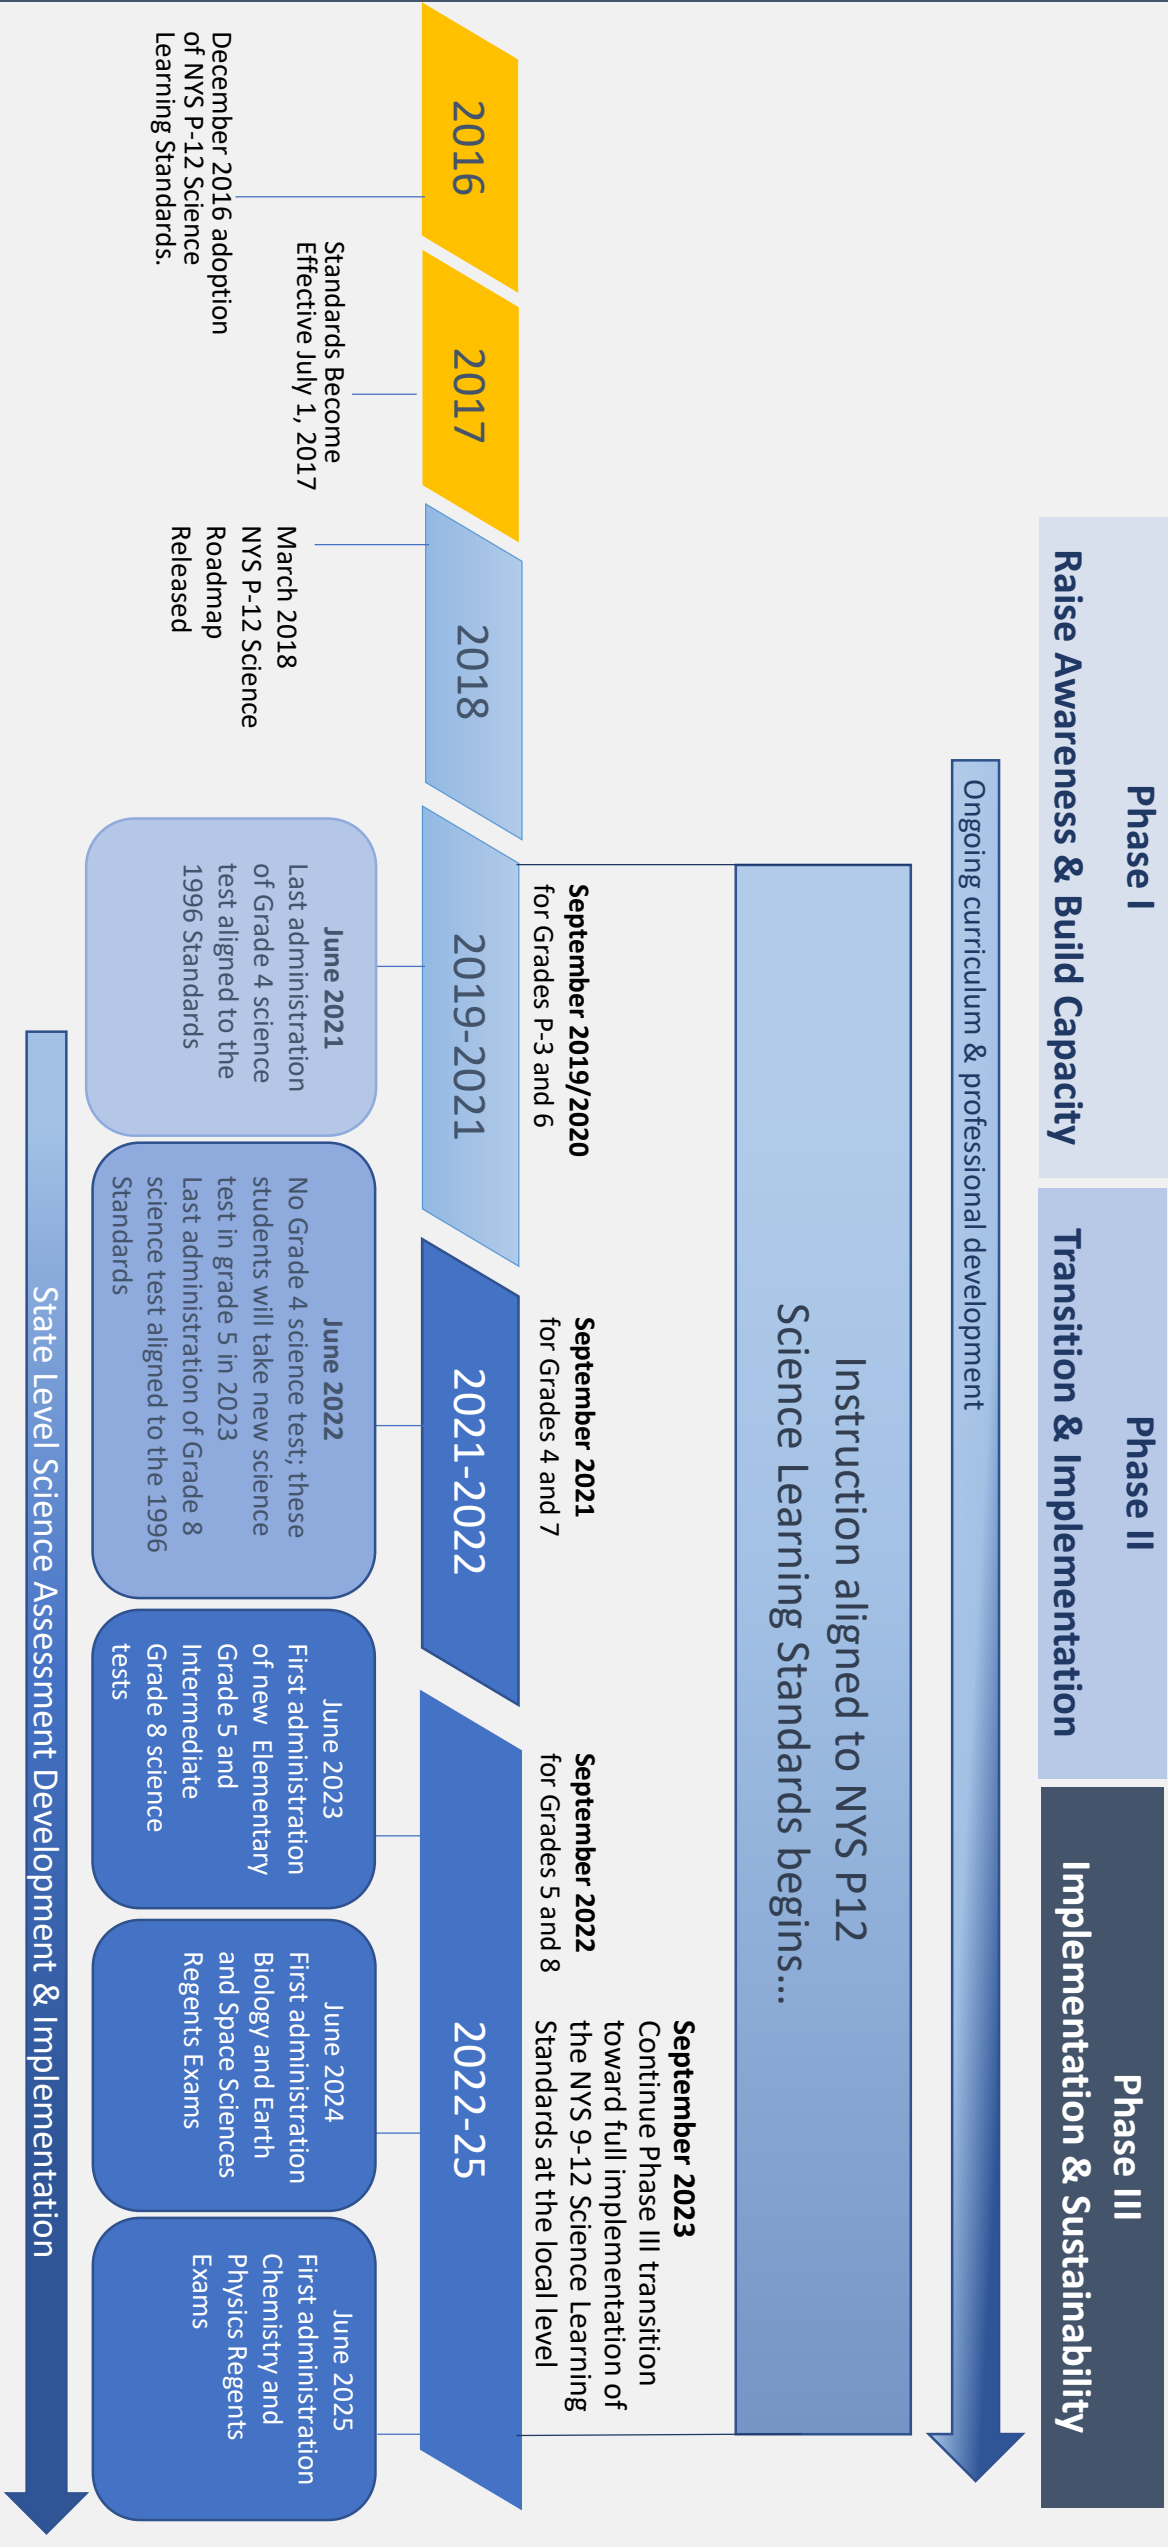 Phase I
Raise Awareness & Build Capacity
Phase II
Transition & Implementation
Phase III
Implementation & Sustainability
Ongoing curriculum & professional development
Instruction aligned to NYS P12
Science Learning Standards begins...
September 2019/2020
for Grades P-3 and 6
September 2021
for Grades 4 and 7
September 2022
for Grades 5 and 8
September 2023
Continue Phase III transition
toward full implementation of
the NYS 9-12 Science Learning
Standards at the local level
2016
2017
2018
2019-2021
2021-2022
2022-25
December 2016 adoption
of NYS P-12 Science
Learning Standards.
Standards Become
Effective July 1, 2017
March 2018
NYS P-12 Science
Roadmap
Released
June 2021
Last administration
of Grade 4 science
test aligned to the
1996 Standards
June 2022
No Grade 4 science test; these
students will take new science
test in grade 5 in 2023
Last administration of Grade 8
science test aligned to the 1996
Standards
June 2023
First administration
of new Elementary
Grade 5 and
Intermediate
Grade 8 science
tests
June 2024
First administration
Biology and Earth
and Space Sciences
Regents Exams
June 2025
First administration
Chemistry and
Physics Regents
Exams
State Level Science Assessment Development & Implementation